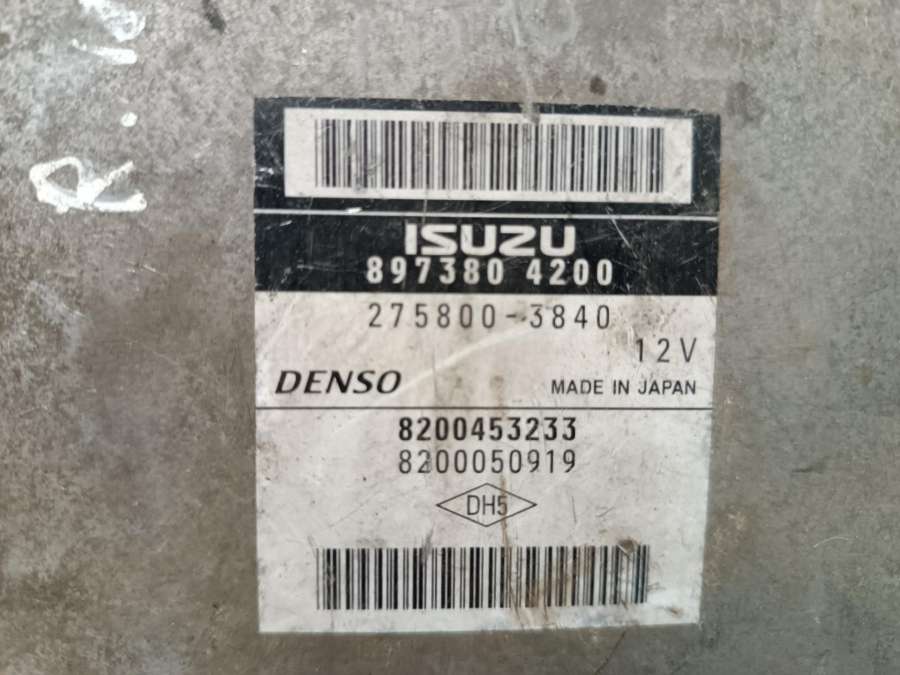 ISUZU
897380 4200
275800-3840
12V
DENSO MADE IN JAPAN
8200453233
8200050919
DH5